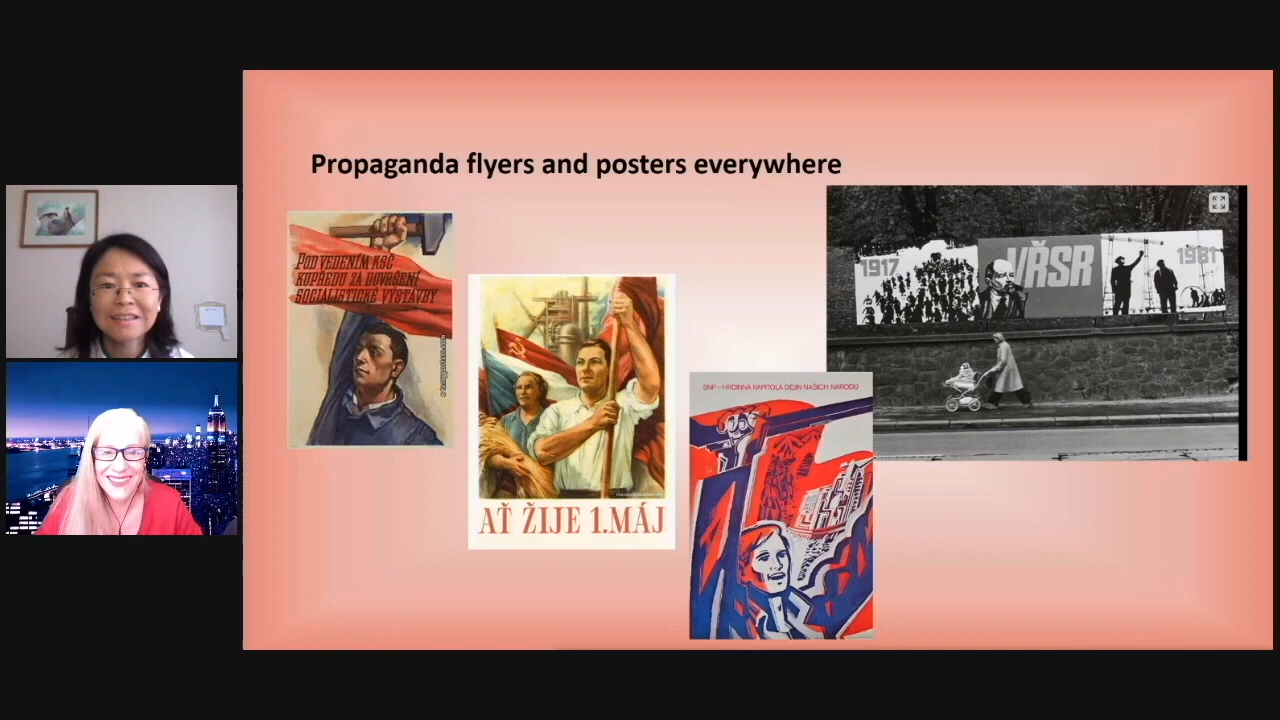 Propaganda flyers and posters everywhere
POD VEDENÍM KSČ
KUPŘEDU ZA DOVRŠENÍ
SOCIALISTICKÉ VÝSTAVBY
AŤ ŽIJE 1.MÁJ
SNP – HRDINNÁ KAPITOLA DĚJIN NAŠICH NÁRODŮ
1917
VŘSR
1981